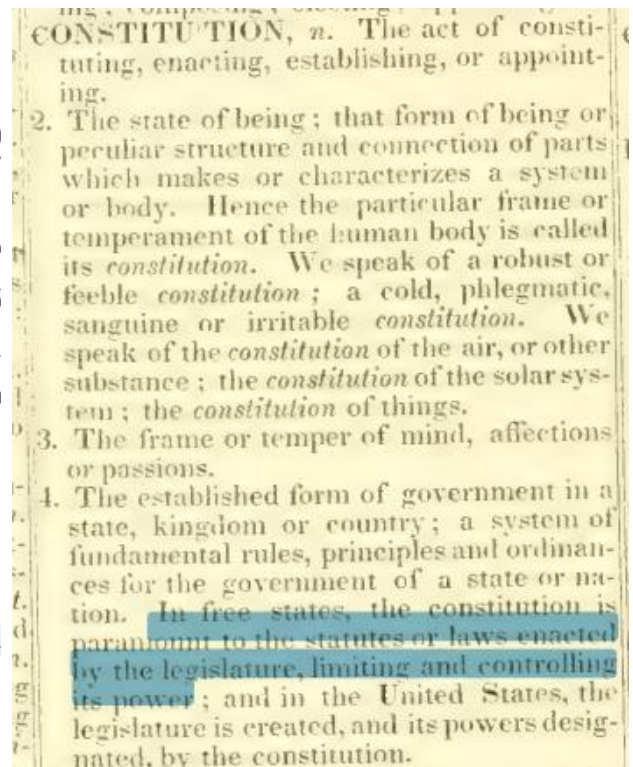 CONSTITU'TION, n. The act of consti-
tuting, enacting, establishing, or appoint-
ing.
2. The state of being; that form of being or
peculiar structure and connection of parts
which makes or characterizes a system
or body. Hence the particular frame or
temperament of the human body is called
its constitution. We speak of a robust or
feeble constitution; a cold, phlegmatic,
sanguine or irritable constitution. We
speak of the constitution of the air, or other
substance; the constitution of the solar sys-
tem; the constitution of things.
3. The frame or temper of mind, affections
or passions.
4. The established form of government in a
state, kingdom or country; a system of
fundamental rules, principles and ordinan-
ces for the government of a state or na-
tion. In free states, the constitution is
paramount to the statutes or laws enacted
by the legislature, limiting and controlling
its power; and in the United States, the
legislature is created, and its powers desig-
nated, by the constitution.